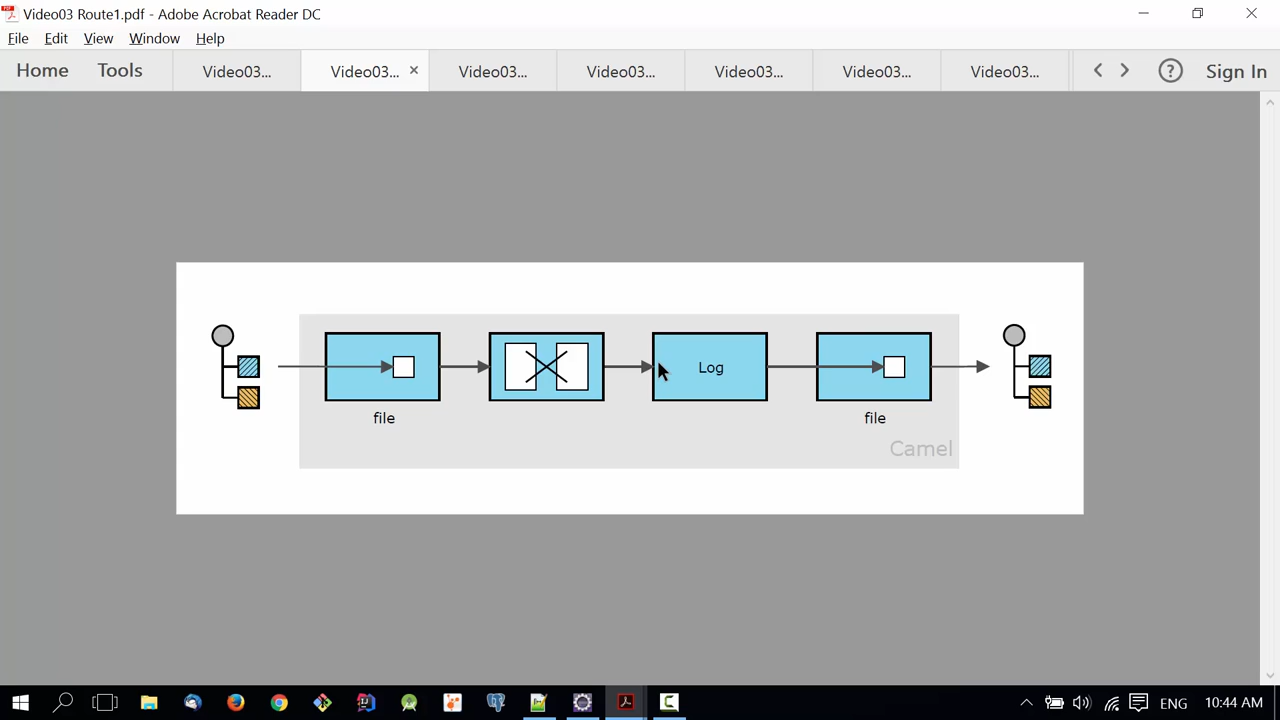 Video03 Route1.pdf - Adobe Acrobat Reader DC
File Edit View Window Help
Home Tools Video03... Video03... × Video03... Video03... Video03... Video03... Video03... ? Sign In
Log
file file
Camel
ENG 10:44 AM